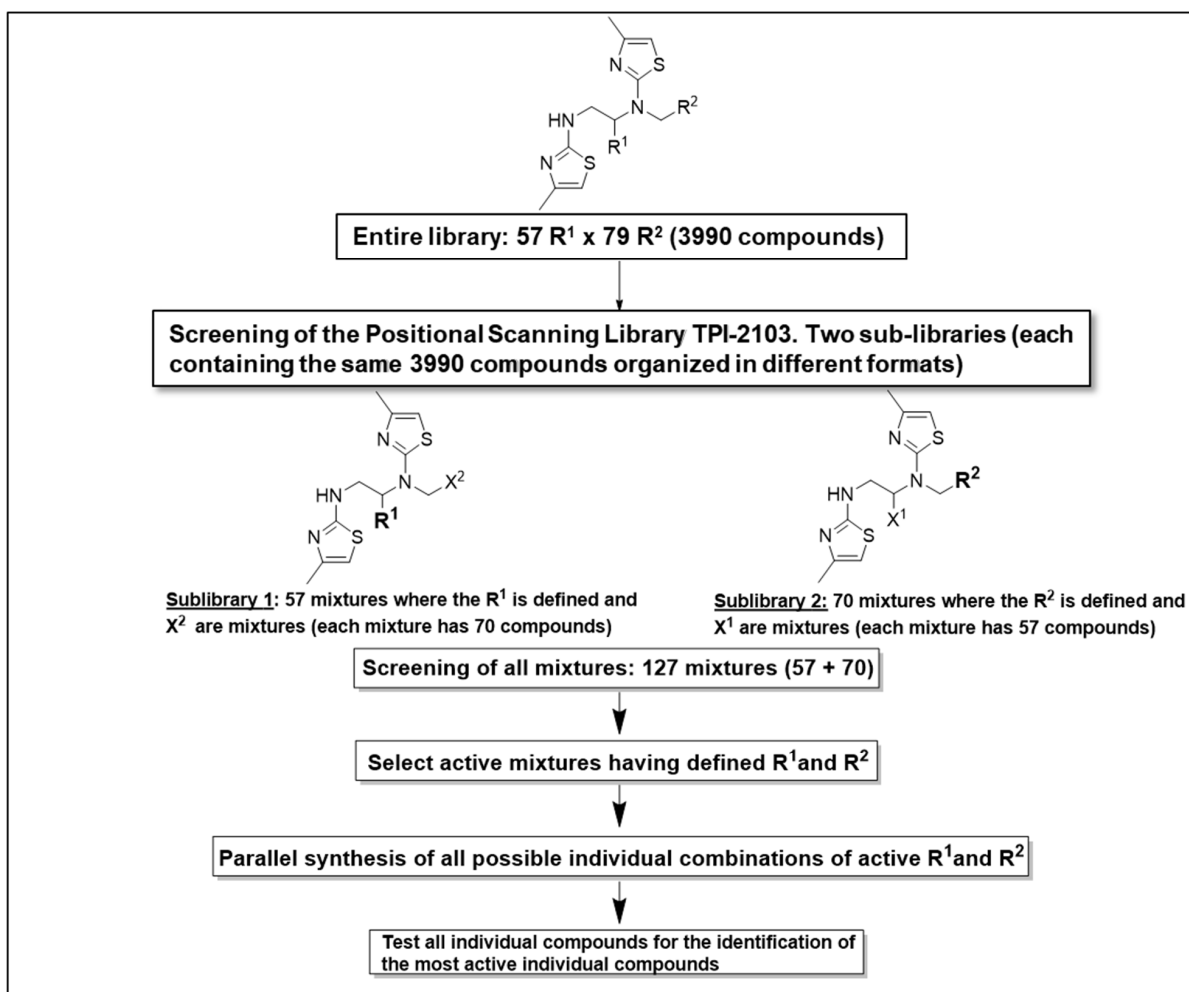 N
S
N
R²
HN
R¹
N
S
Entire library: 57 R¹ x 79 R² (3990 compounds)
Screening of the Positional Scanning Library TPI-2103. Two sub-libraries (each
containing the same 3990 compounds organized in different formats)
N
S
N
X²
HN
R¹
N
S
Sublibrary 1: 57 mixtures where the R¹ is defined and
X² are mixtures (each mixture has 70 compounds)
N
S
N
R²
HN
X¹
N
S
Sublibrary 2: 70 mixtures where the R² is defined and
X¹ are mixtures (each mixture has 57 compounds)
Screening of all mixtures: 127 mixtures (57 + 70)
Select active mixtures having defined R¹and R²
Parallel synthesis of all possible individual combinations of active R¹and R²
Test all individual compounds for the identification of
the most active individual compounds